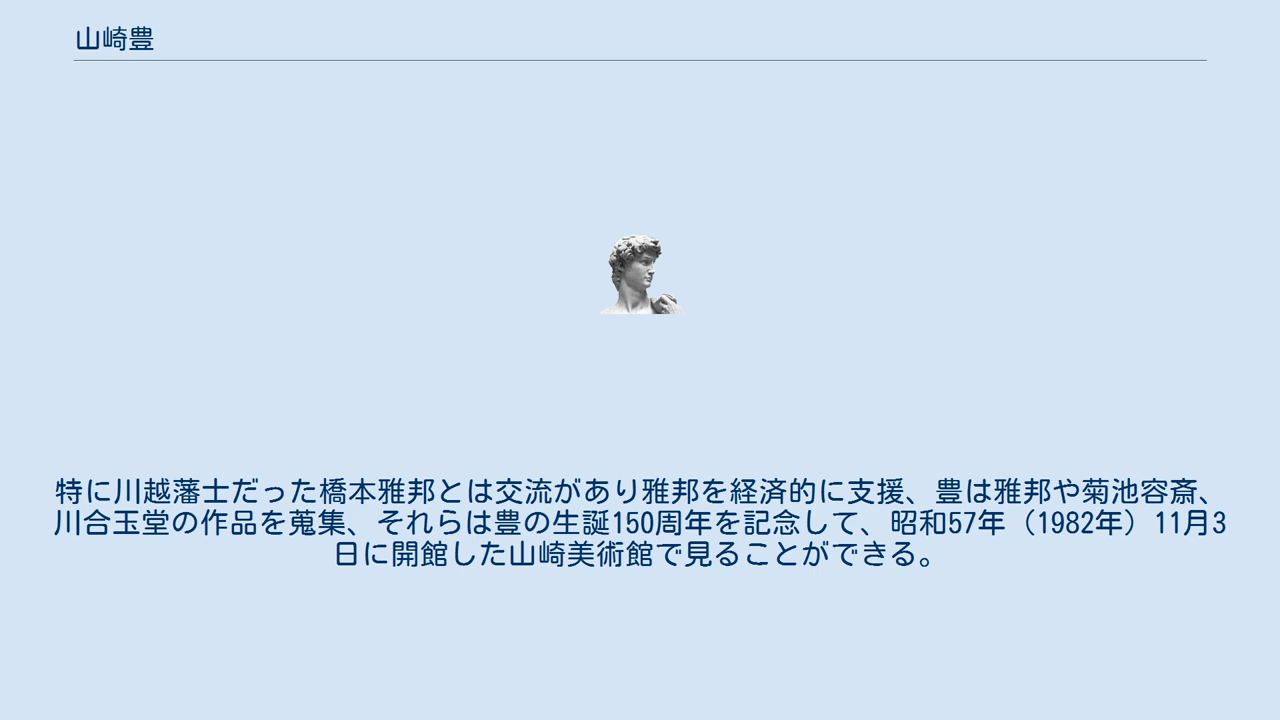 山崎豊
特に川越藩士だった橋本雅邦とは交流があり雅邦を経済的に支援、豊は雅邦や菊池容斎、
川合玉堂の作品を蒐集、それらは豊の生誕150周年を記念して、昭和57年（1982年）11月3
日に開館した山崎美術館で見ることができる。